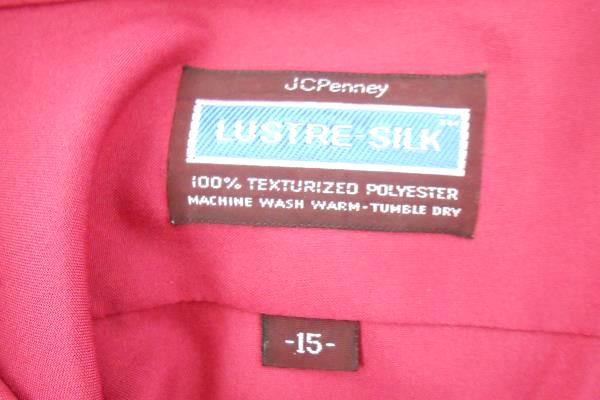 JCPenney
LUSTRE-SILK™
100% TEXTURIZED POLYESTER
MACHINE WASH WARM-TUMBLE DRY
-15-